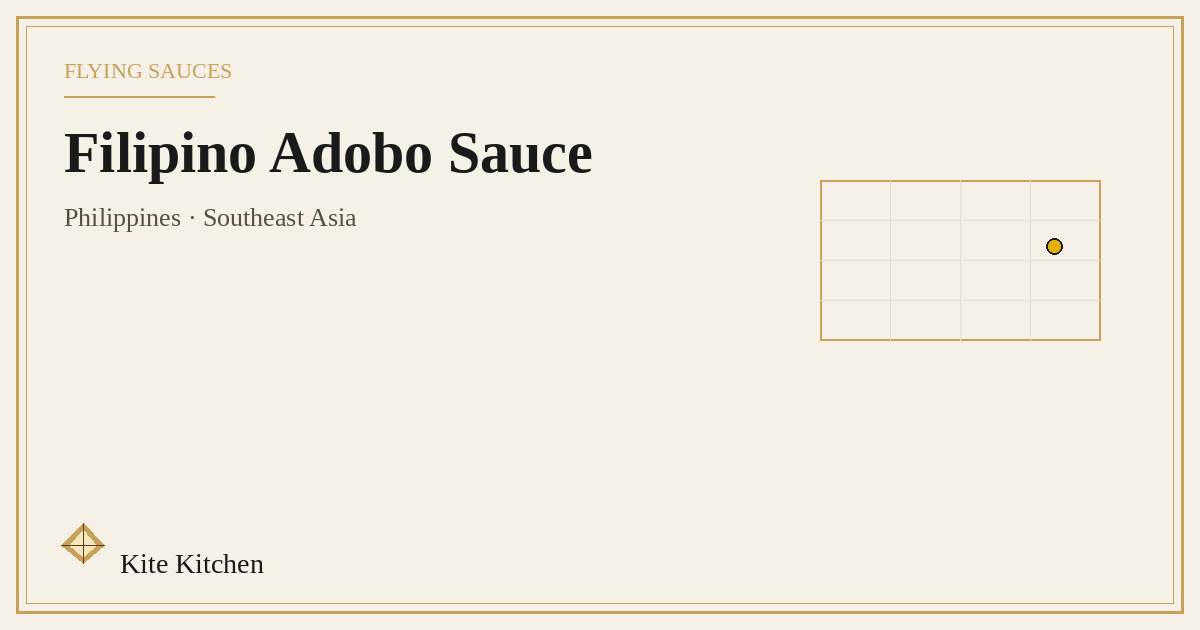 FLYING SAUCES
Filipino Adobo Sauce
Philippines · Southeast Asia
Kite Kitchen